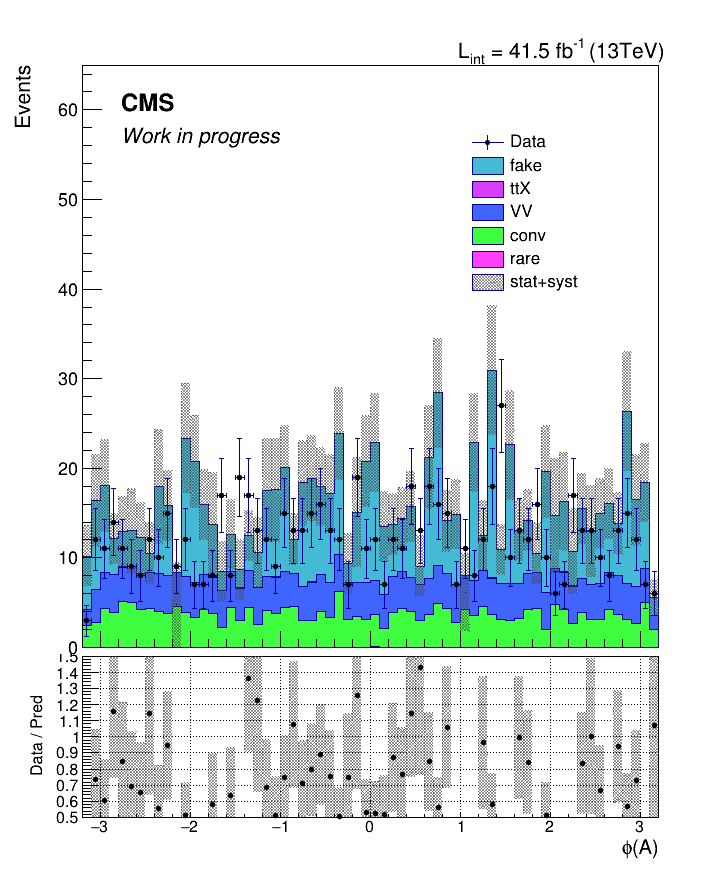 L_int = 41.5 fb^-1 (13TeV)
Events
CMS
Work in progress
Data
fake
ttX
VV
conv
rare
stat+syst
60
50
40
30
20
10
0
Data / Pred
1.5
1.4
1.3
1.2
1.1
1
0.9
0.8
0.7
0.6
0.5
−3 −2 −1 0 1 2 3
ϕ(A)